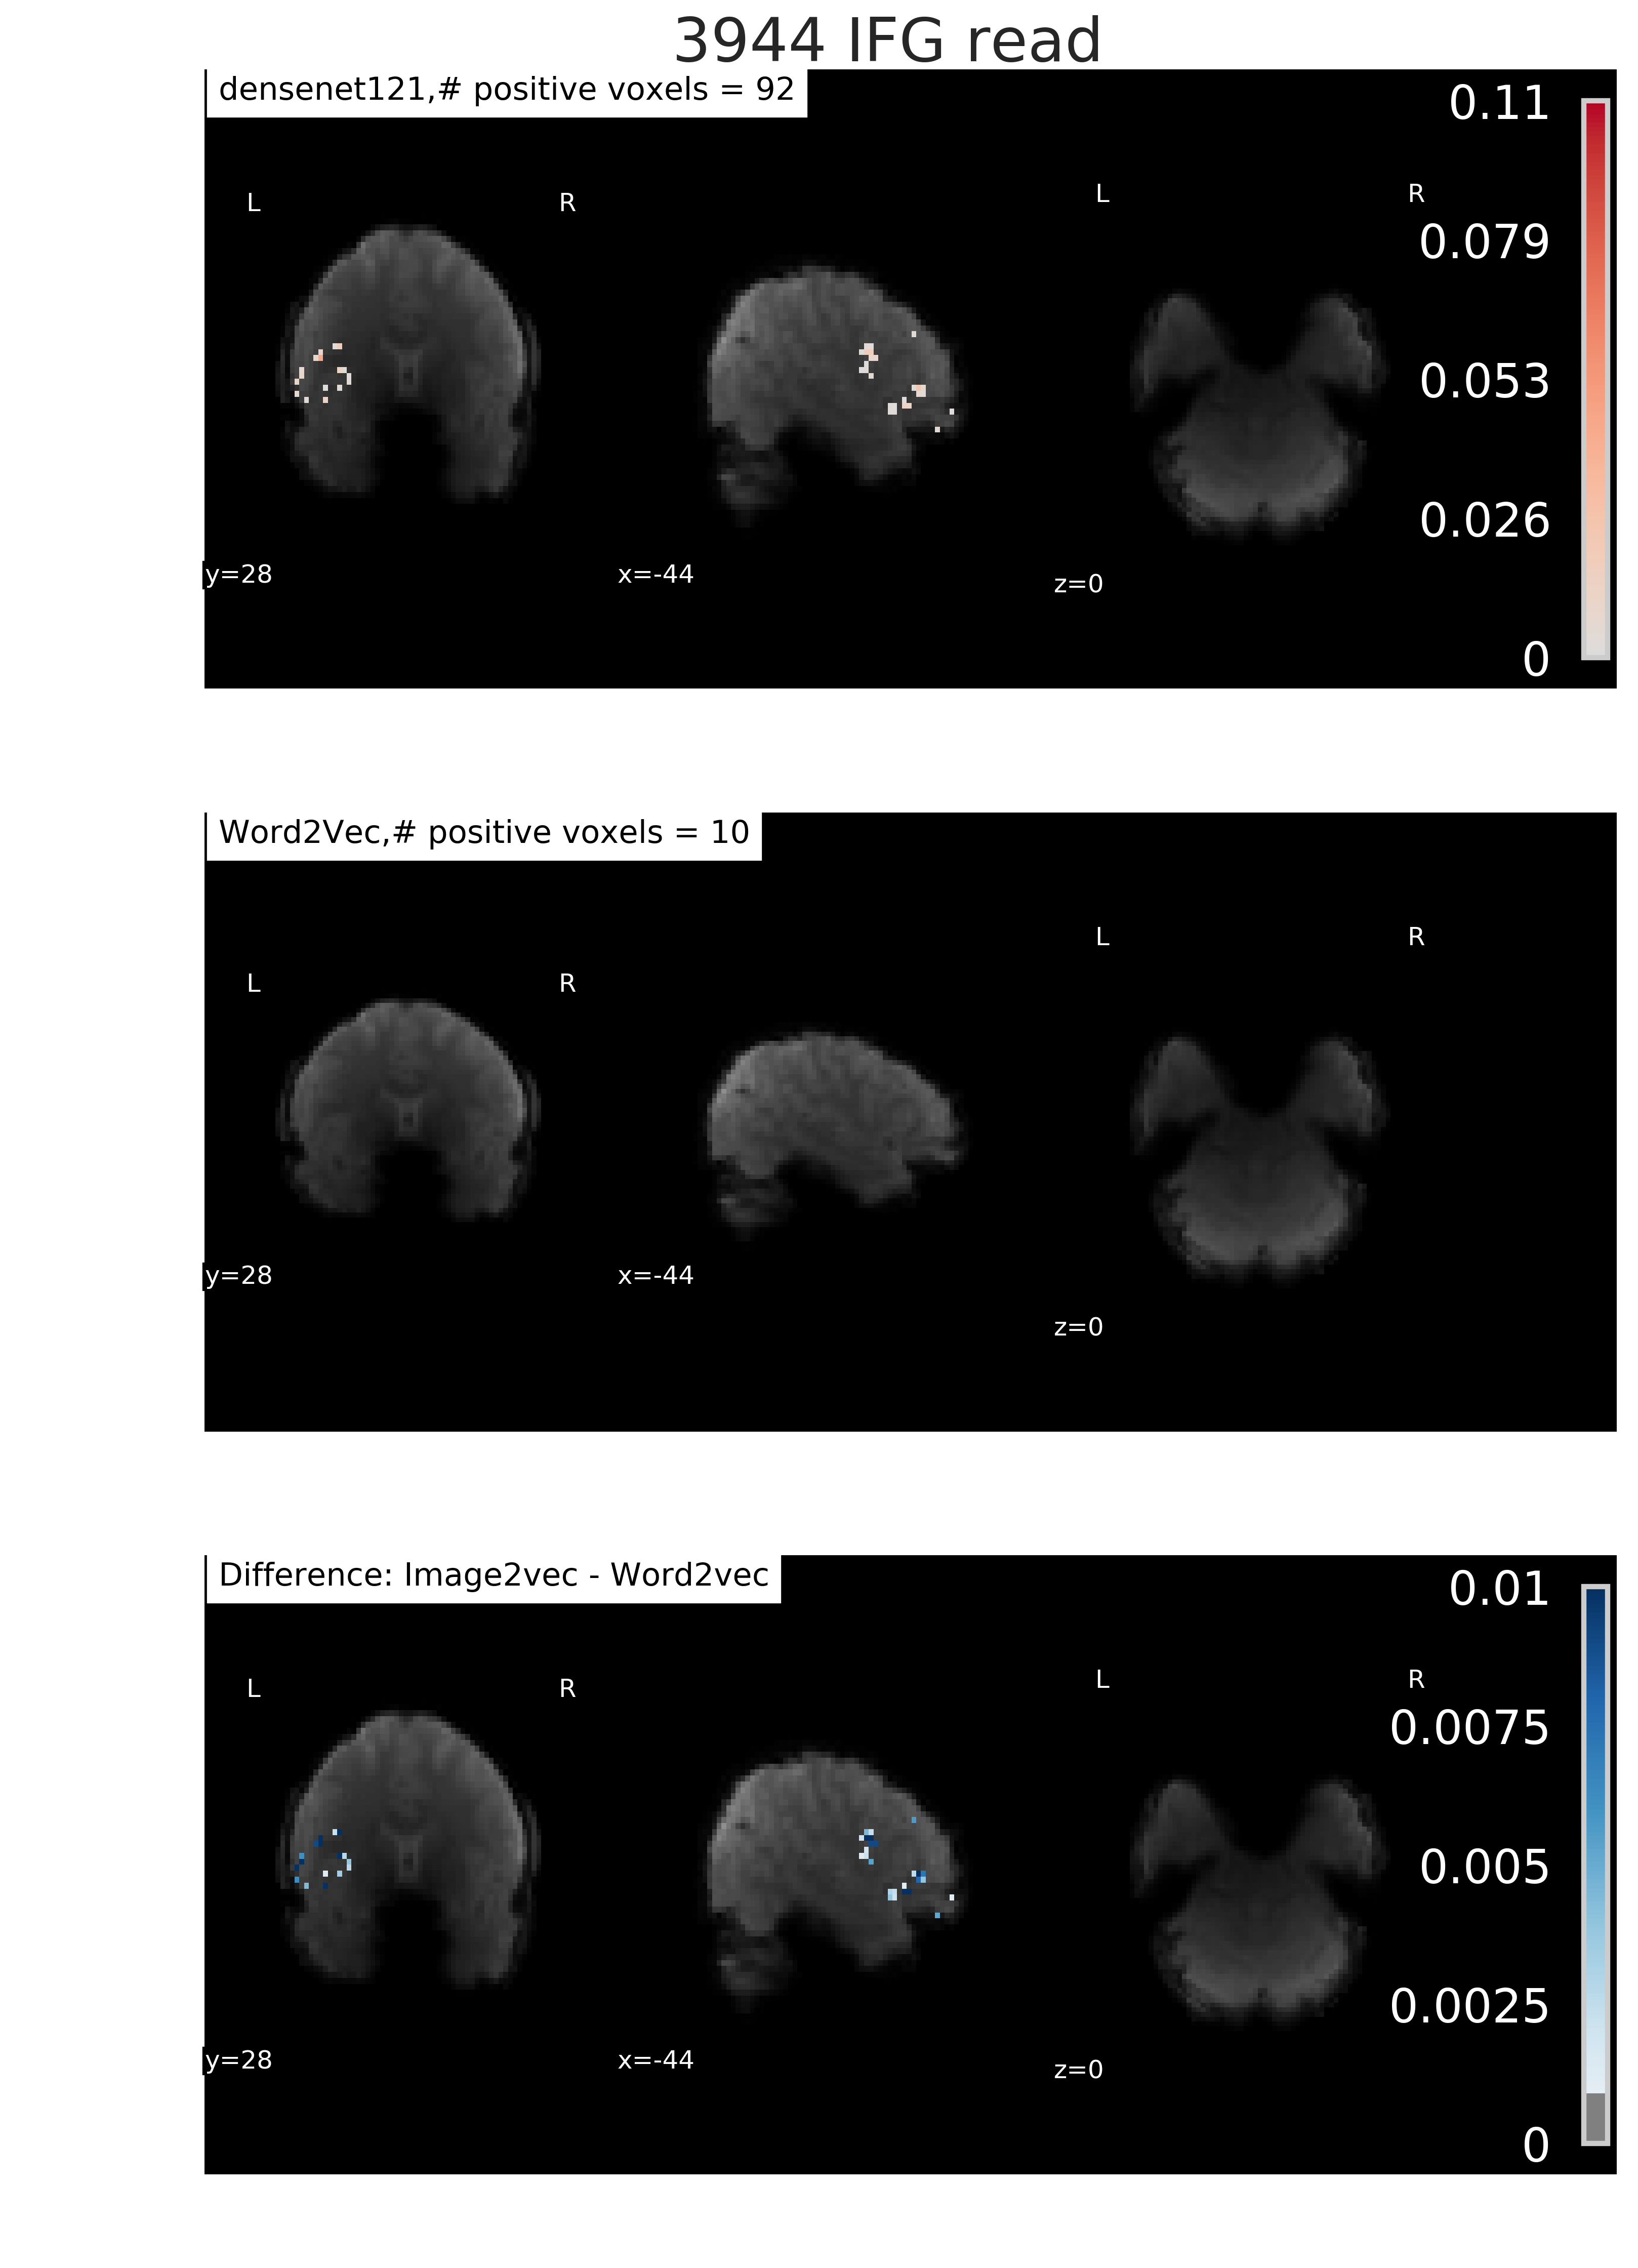 3944 IFG read
densenet121,# positive voxels = 92
0.11
L R L R
0.079
0.053
0.026
y=28 x=-44 z=0
0
Word2Vec,# positive voxels = 10
L R
L R
y=28 x=-44
z=0
Difference: Image2vec - Word2vec
0.01
L R L R
0.0075
0.005
0.0025
y=28 x=-44 z=0
0